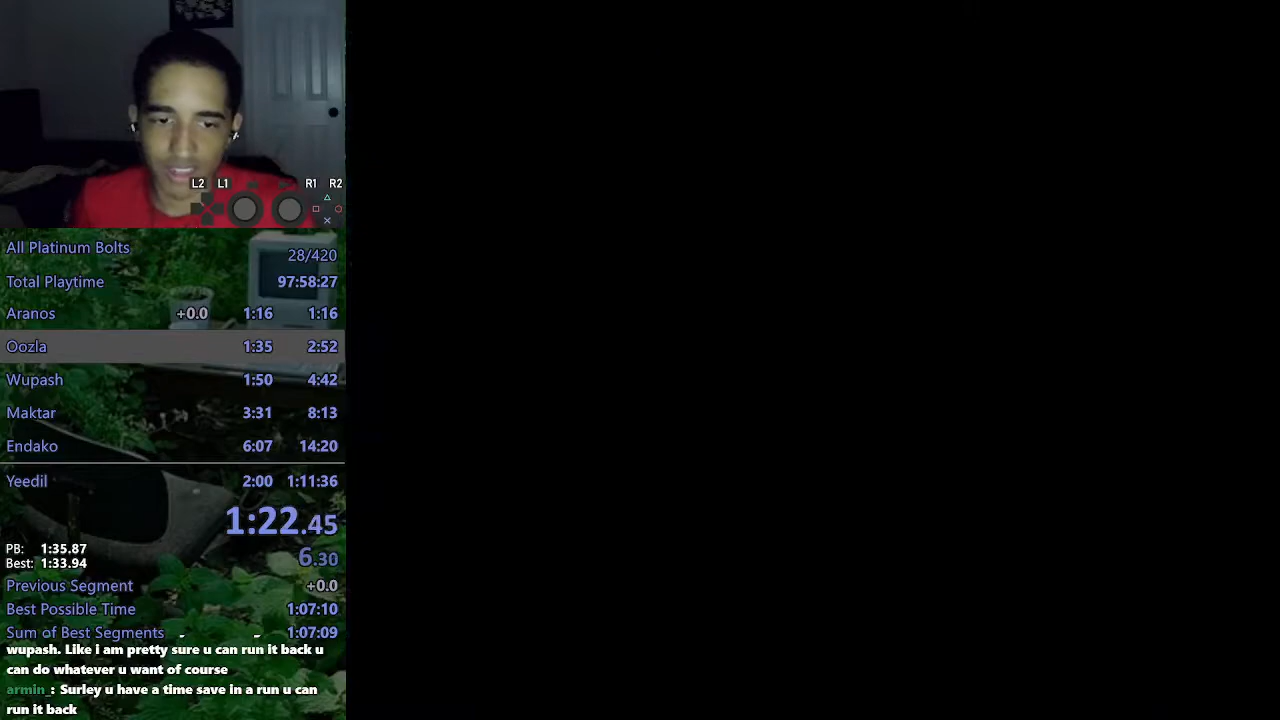 L2 L1 R1 R2
All Platinum Bolts 28/420
Total Playtime 97:58:27
Aranos +0.0 1:16 1:16
Oozla 1:35 2:52
Wupash 1:50 4:42
Maktar 3:31 8:13
Endako 6:07 14:20
Yeedil 2:00 1:11:36
1:22.45
PB: 1:35.87
Best: 1:33.94
6.30
Previous Segment +0.0
Best Possible Time 1:07:10
Sum of Best Segments 1:07:09
wupash. Like i am pretty sure u can run it back u
can do whatever u want of course
armin_: Surley u have a time save in a run u can
run it back